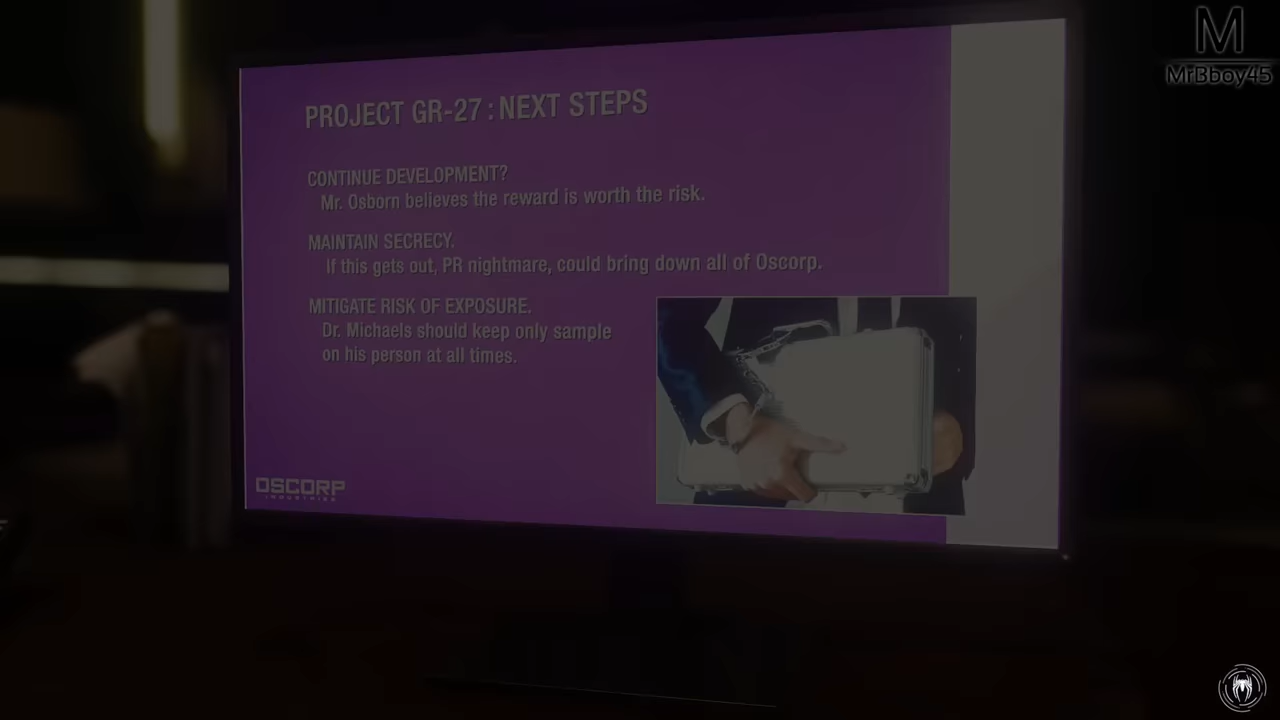 M
MrBboy45
PROJECT GR-27 : NEXT STEPS
CONTINUE DEVELOPMENT?
Mr. Osborn believes the reward is worth the risk.
MAINTAIN SECRECY.
If this gets out, PR nightmare, could bring down all of Oscorp.
MITIGATE RISK OF EXPOSURE.
Dr. Michaels should keep only sample
on his person at all times.
OSCORP
INDUSTRIES